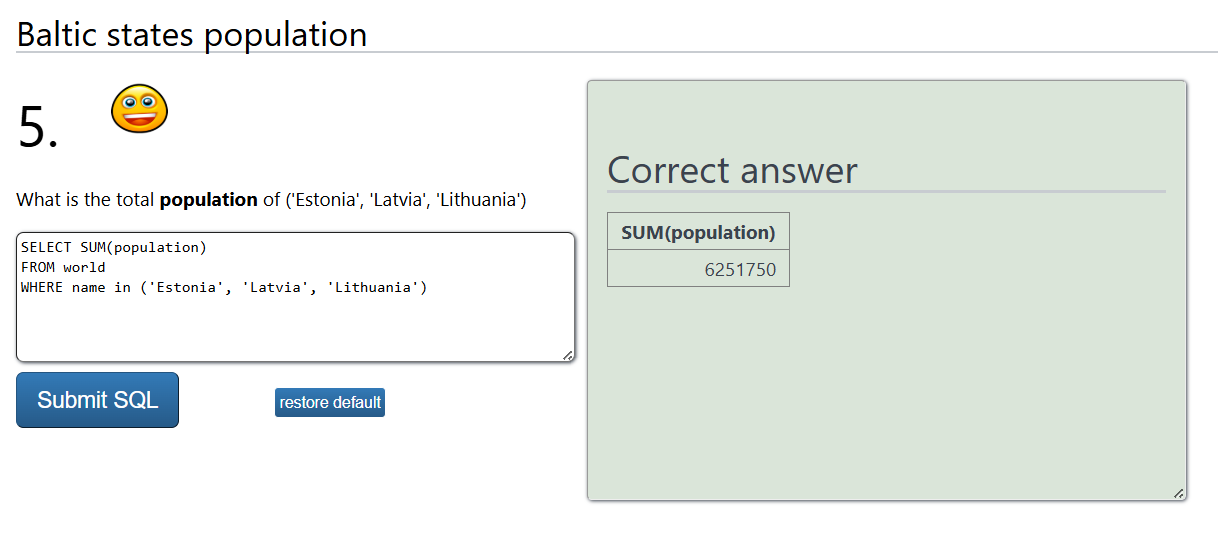 Baltic states population
5.
What is the total population of ('Estonia', 'Latvia', 'Lithuania')
SELECT SUM(population)
FROM world
WHERE name in ('Estonia', 'Latvia', 'Lithuania')
Submit SQL
restore default
Correct answer
SUM(population)
6251750